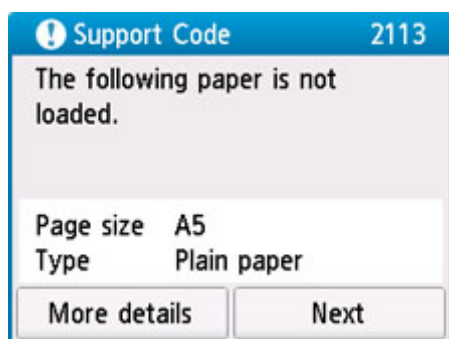 Support Code 2113
The following paper is not
loaded.
Page size A5
Type Plain paper
More details Next